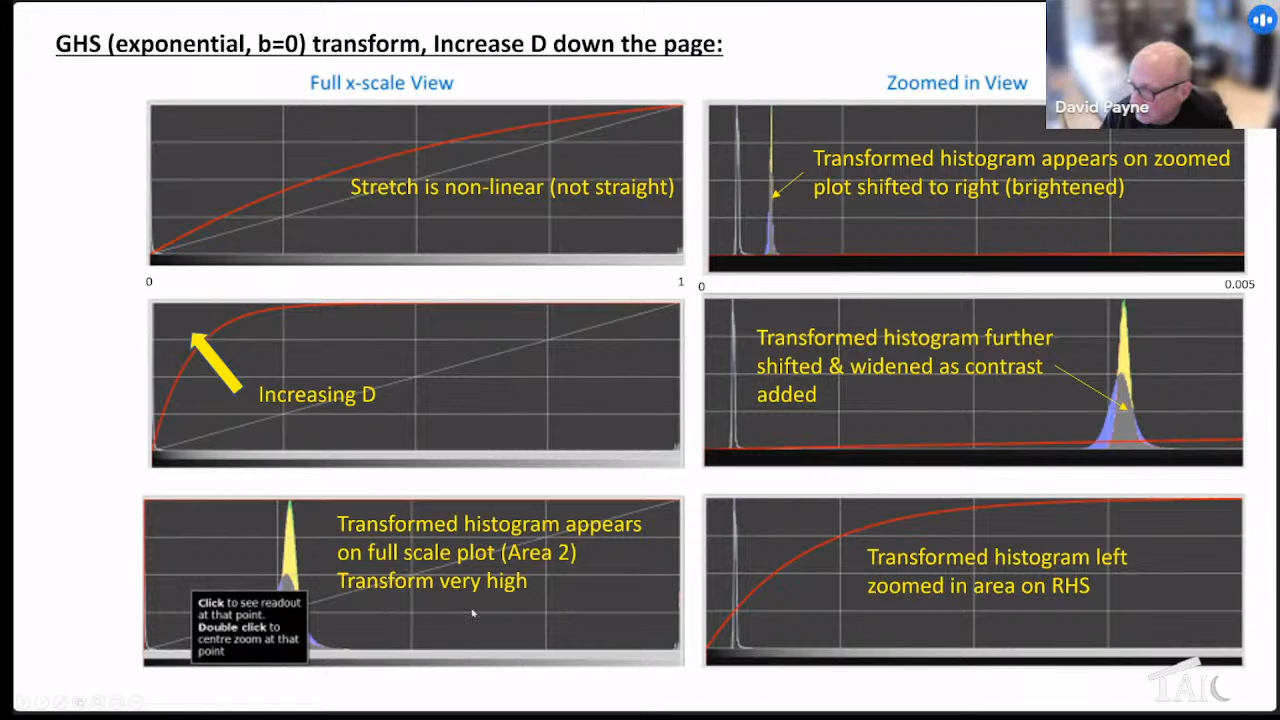 GHS (exponential, b=0) transform, Increase D down the page:
Full x-scale View
Zoomed in View
David Payne
Stretch is non-linear (not straight)
Transformed histogram appears on zoomed
plot shifted to right (brightened)
0
1
0
0.005
Increasing D
Transformed histogram further
shifted & widened as contrast
added
Transformed histogram appears
on full scale plot (Area 2)
Transform very high
Click to see readout
at that point.
Double click to
centre zoom at that
point
Transformed histogram left
zoomed in area on RHS
TAIC